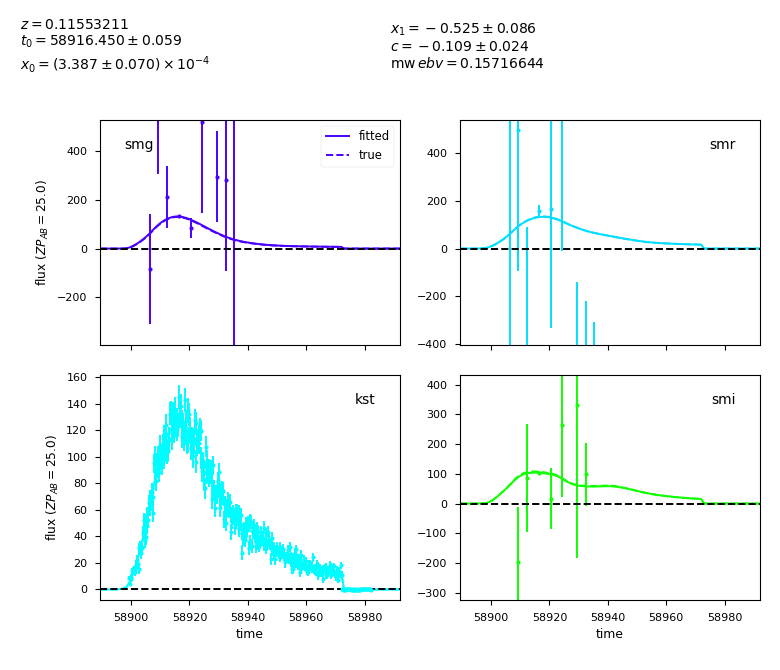 z = 0.11553211
t₀ = 58916.450 ± 0.059
x₀ = (3.387 ± 0.070) × 10⁻⁴
x₁ = −0.525 ± 0.086
c = −0.109 ± 0.024
mw ebv = 0.15716644
smg
fitted
true
400
200
0
−200
flux (ZP_AB = 25.0)
smr
400
200
0
−200
−400
kst
160
140
120
100
80
60
40
20
0
flux (ZP_AB = 25.0)
58900 58920 58940 58960 58980
time
smi
400
300
200
100
0
−100
−200
−300
58900 58920 58940 58960 58980
time